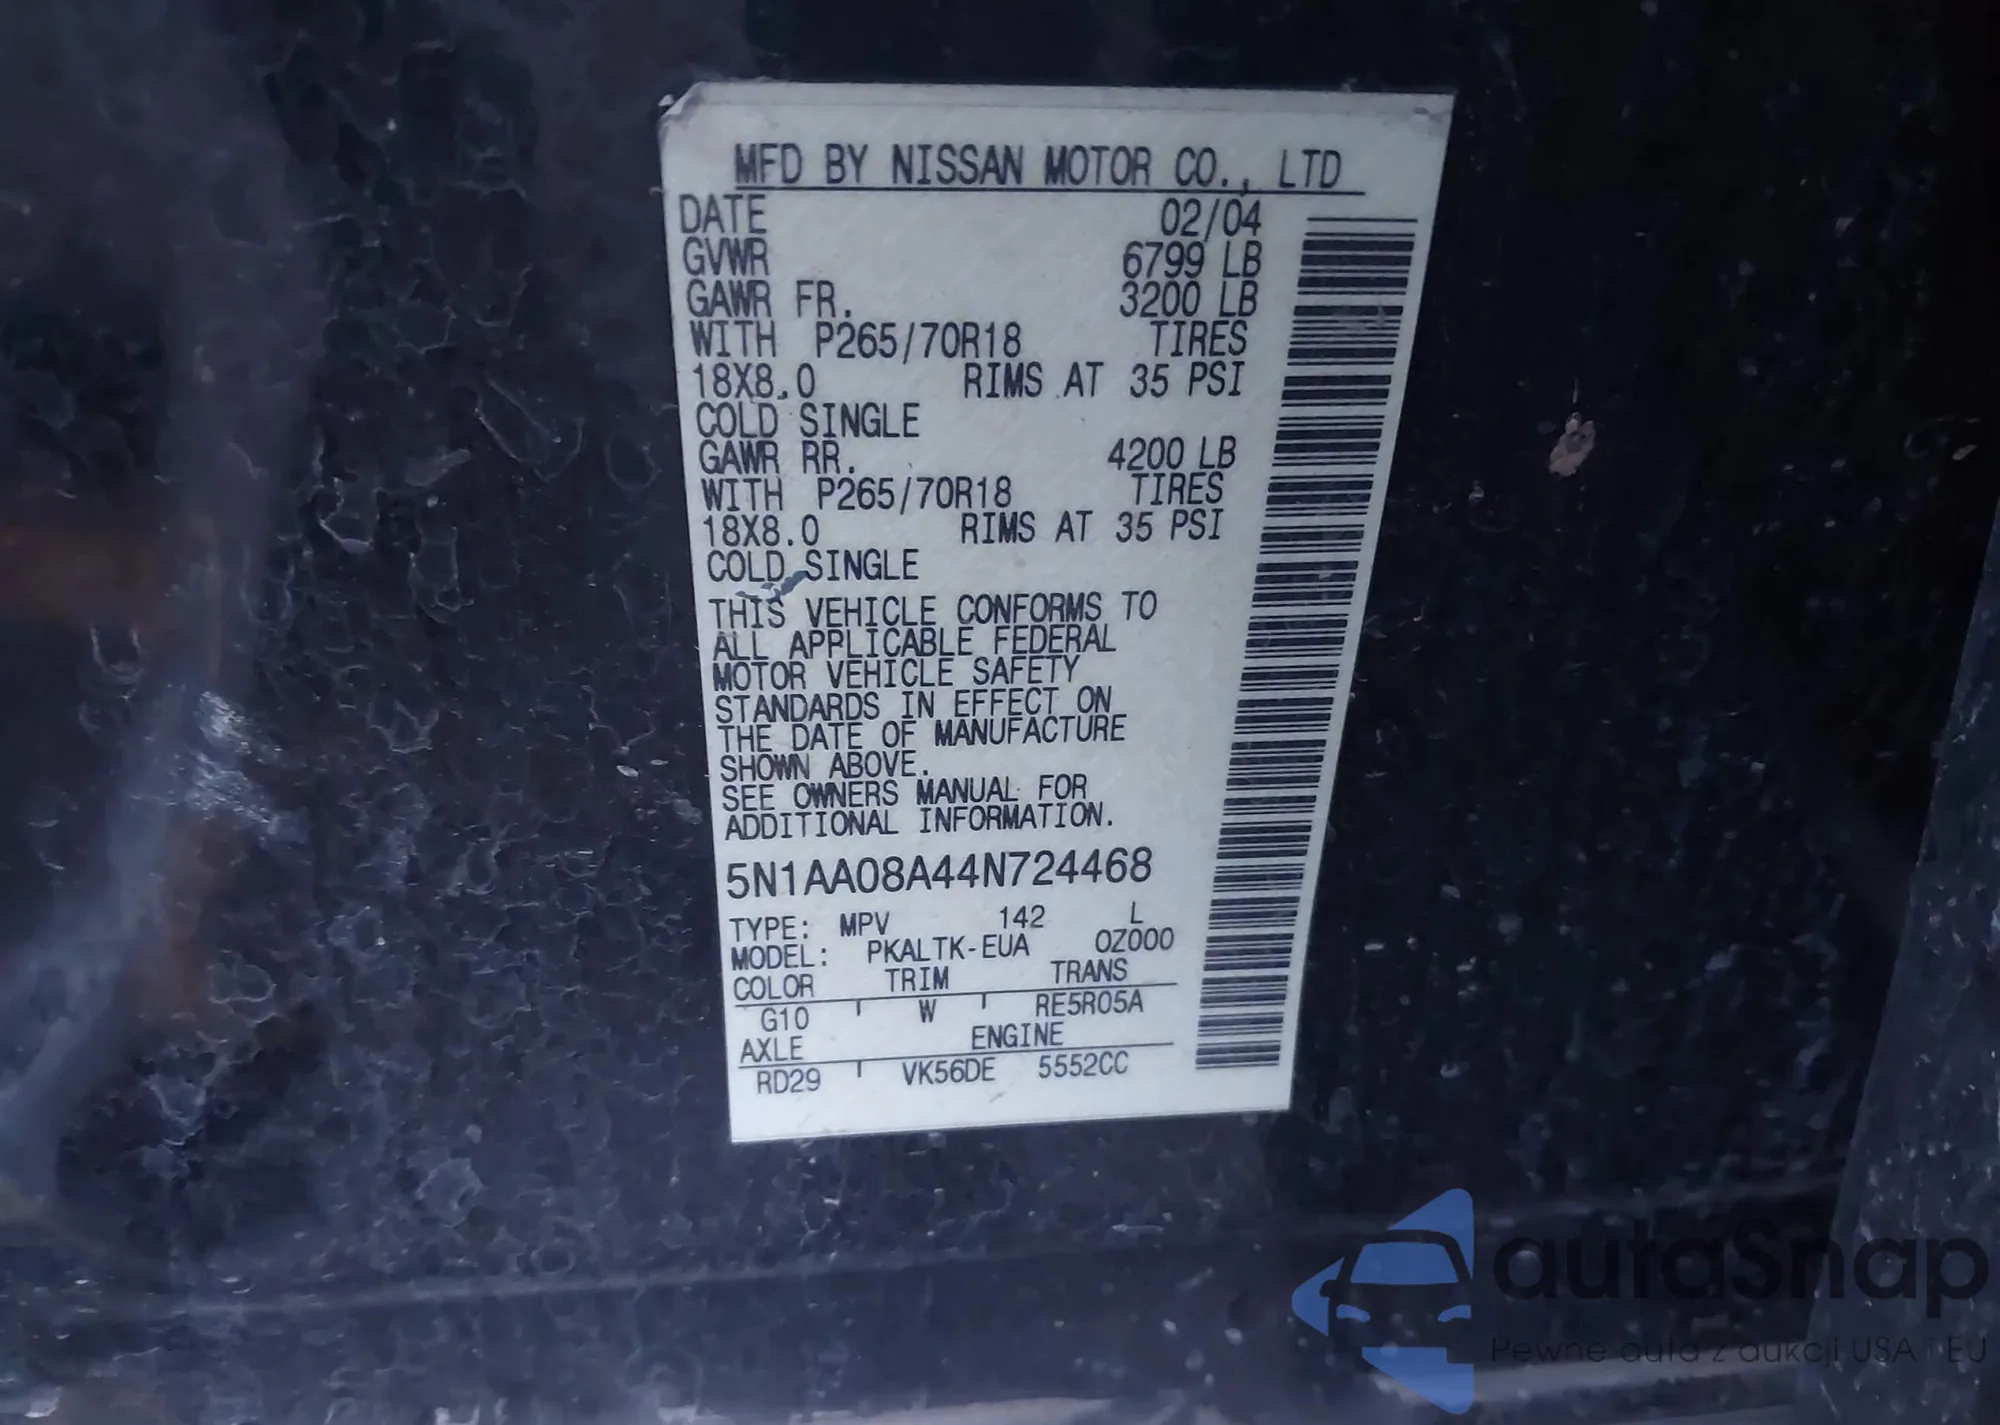 MFD BY NISSAN MOTOR CO., LTD
DATE 02/04
GVWR 6799 LB
GAWR FR. 3200 LB
WITH P265/70R18 TIRES
18X8.0 RIMS AT 35 PSI
COLD SINGLE
GAWR RR. 4200 LB
WITH P265/70R18 TIRES
18X8.0 RIMS AT 35 PSI
COLD SINGLE
THIS VEHICLE CONFORMS TO
ALL APPLICABLE FEDERAL
MOTOR VEHICLE SAFETY
STANDARDS IN EFFECT ON
THE DATE OF MANUFACTURE
SHOWN ABOVE.
SEE OWNERS MANUAL FOR
ADDITIONAL INFORMATION.
5N1AA08A44N724468
TYPE: MPV 142 L
MODEL: PKALTK-EUA 0Z000
COLOR TRIM TRANS
G10 W RE5R05A
AXLE ENGINE
RD29 VK56DE 5552CC
autaSnap
Pewne auta z aukcji USA i EU